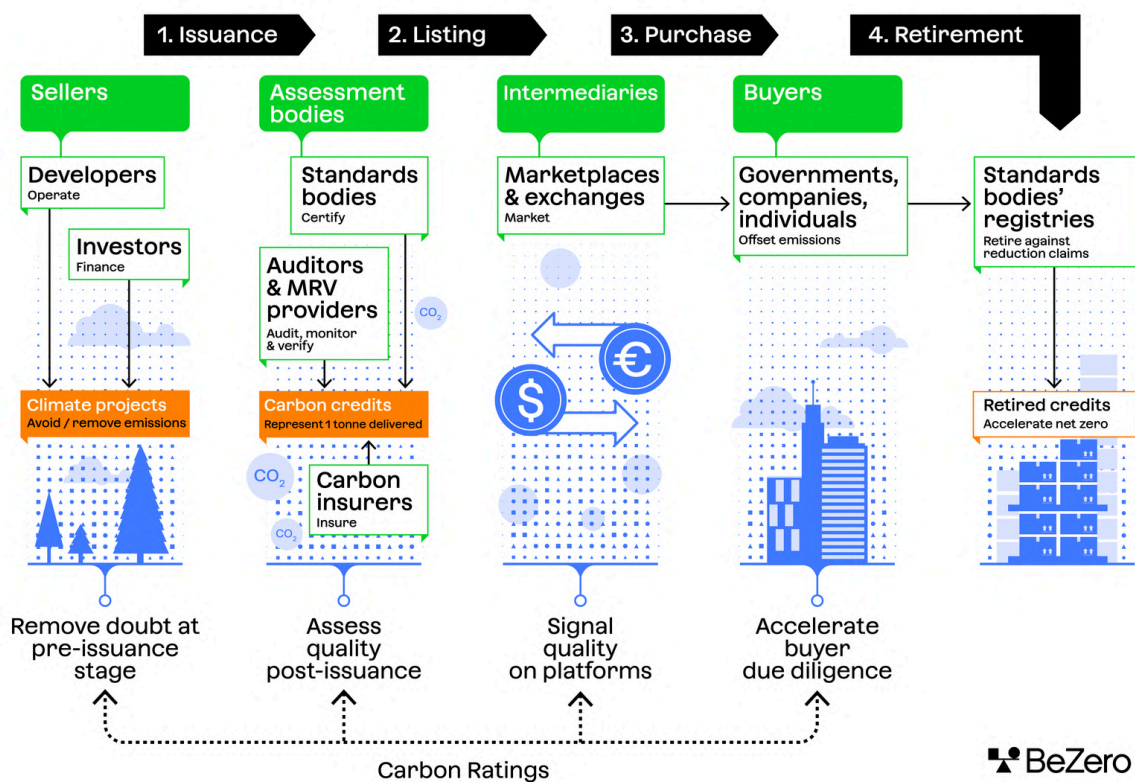 1. Issuance
2. Listing
3. Purchase
4. Retirement
Sellers
Assessment
bodies
Intermediaries
Buyers
Developers
Operate
Investors
Finance
Climate projects
Avoid / remove emissions
Standards
bodies
Certify
Auditors
& MRV
providers
Audit, monitor
& verify
CO2
Carbon credits
Represent 1 tonne delivered
CO2
Carbon
insurers
Insure
CO2
Marketplaces
& exchanges
Market
€
$
Governments,
companies,
individuals
Offset emissions
Standards
bodies'
registries
Retire against
reduction claims
Retired credits
Accelerate net zero
Remove doubt at
pre-issuance
stage
Assess
quality
post-issuance
Signal
quality
on platforms
Accelerate
buyer
due diligence
Carbon Ratings
BeZero